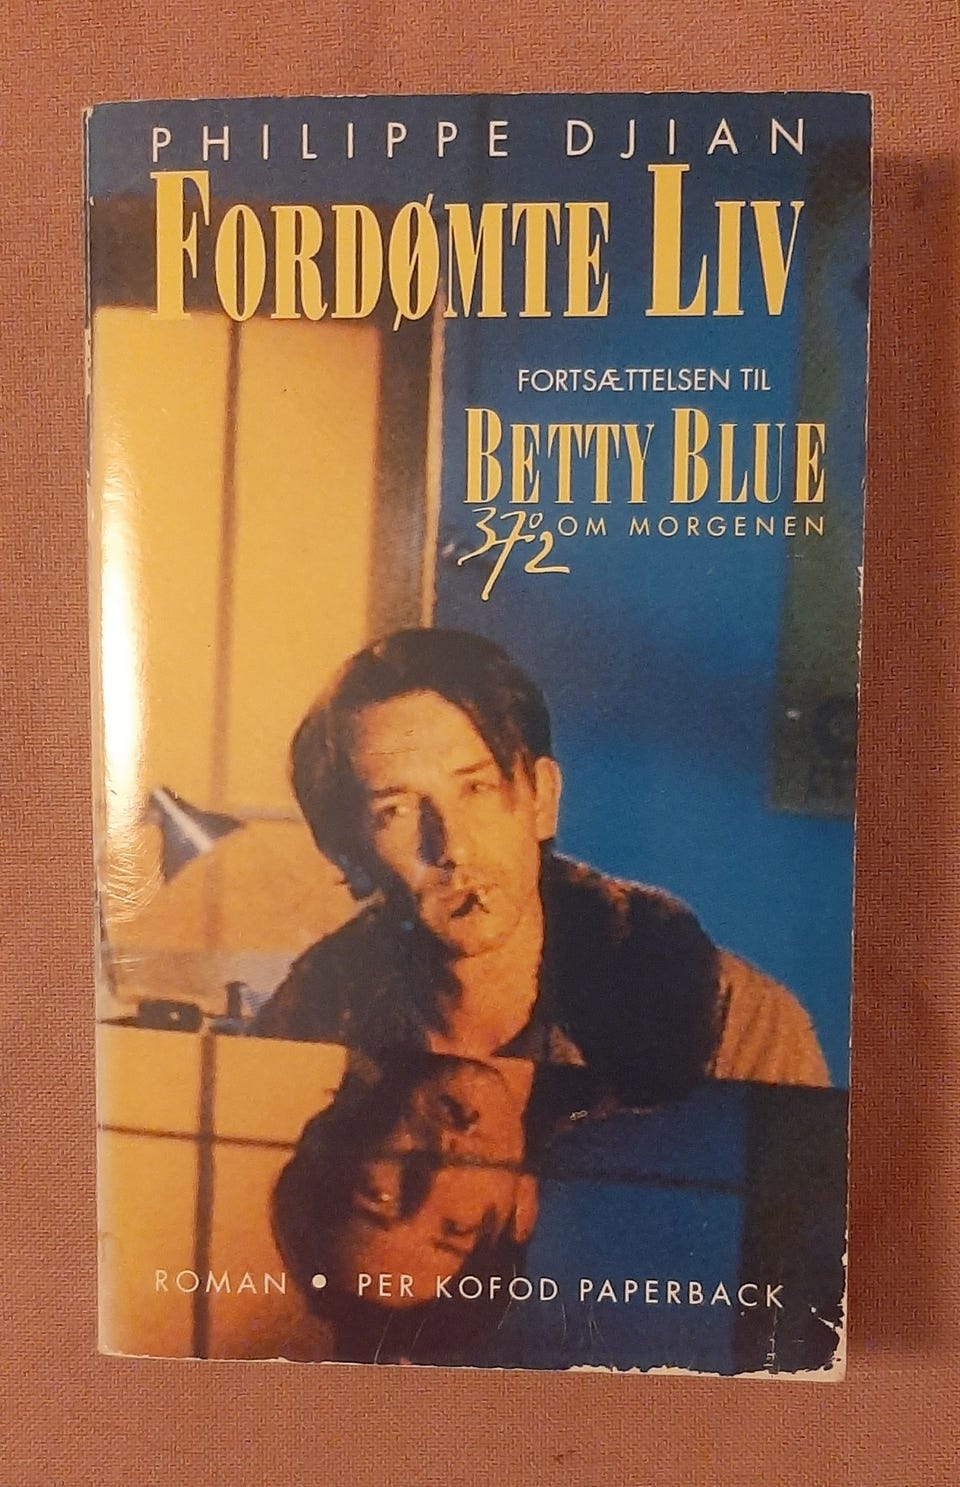 PHILIPPE DJIAN
FORDØMTE LIV
FORTSÆTTELSEN TIL
BETTY BLUE
37°2 OM MORGENEN
ROMAN • PER KOFOD PAPERBACK